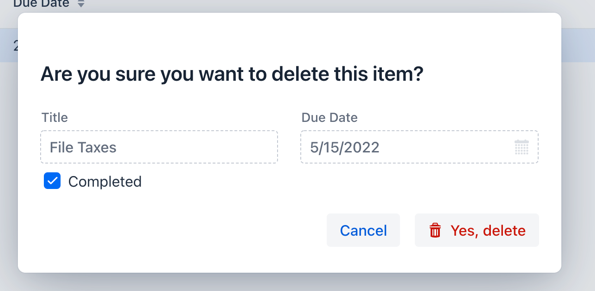 Due Date
2
Are you sure you want to delete this item?
Title
Due Date
File Taxes
5/15/2022
Completed
Cancel
Yes, delete